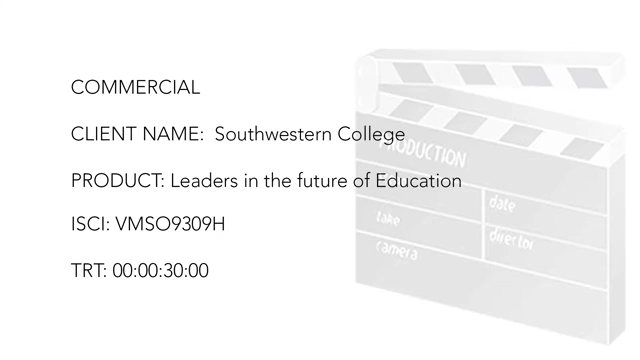 COMMERCIAL
CLIENT NAME: Southwestern College
PRODUCTION
PRODUCT: Leaders in the future of Education
date
take
ISCI: VMSO9309H
director
camera
TRT: 00:00:30:00